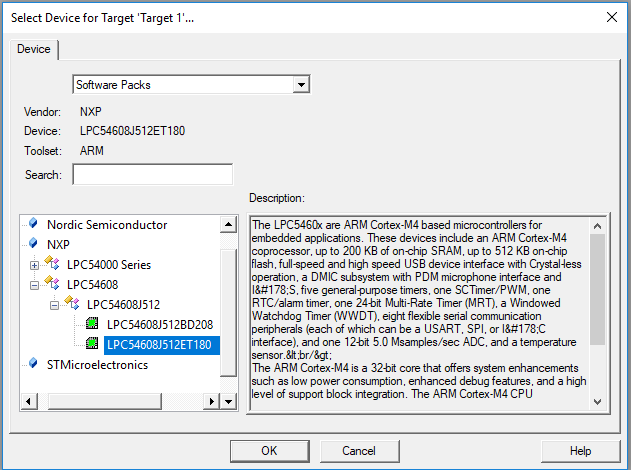 Select Device for Target 'Target 1'...
Device
Software Packs
Vendor: NXP
Device: LPC54608J512ET180
Toolset: ARM
Search:
Description:
Nordic Semiconductor
NXP
LPC54000 Series
LPC54608
LPC54608J512
LPC54608J512BD208
LPC54608J512ET180
STMicroelectronics
The LPC5460x are ARM Cortex-M4 based microcontrollers for
embedded applications. These devices include an ARM Cortex-M4
coprocessor, up to 200 KB of on-chip SRAM, up to 512 KB on-chip
flash, full-speed and high speed USB device interface with Crystal-less
operation, a DMIC subsystem with PDM microphone interface and
I&#178;S, five general-purpose timers, one SCTimer/PWM, one
RTC/alarm timer, one 24-bit Multi-Rate Timer (MRT), a Windowed
Watchdog Timer (WWDT), eight flexible serial communication
peripherals (each of which can be a USART, SPI, or I&#178;C
interface), and one 12-bit 5.0 Msamples/sec ADC, and a temperature
sensor.&lt;br/&gt;
The ARM Cortex-M4 is a 32-bit core that offers system enhancements
such as low power consumption, enhanced debug features, and a high
level of support block integration. The ARM Cortex-M4 CPU
OK
Cancel
Help